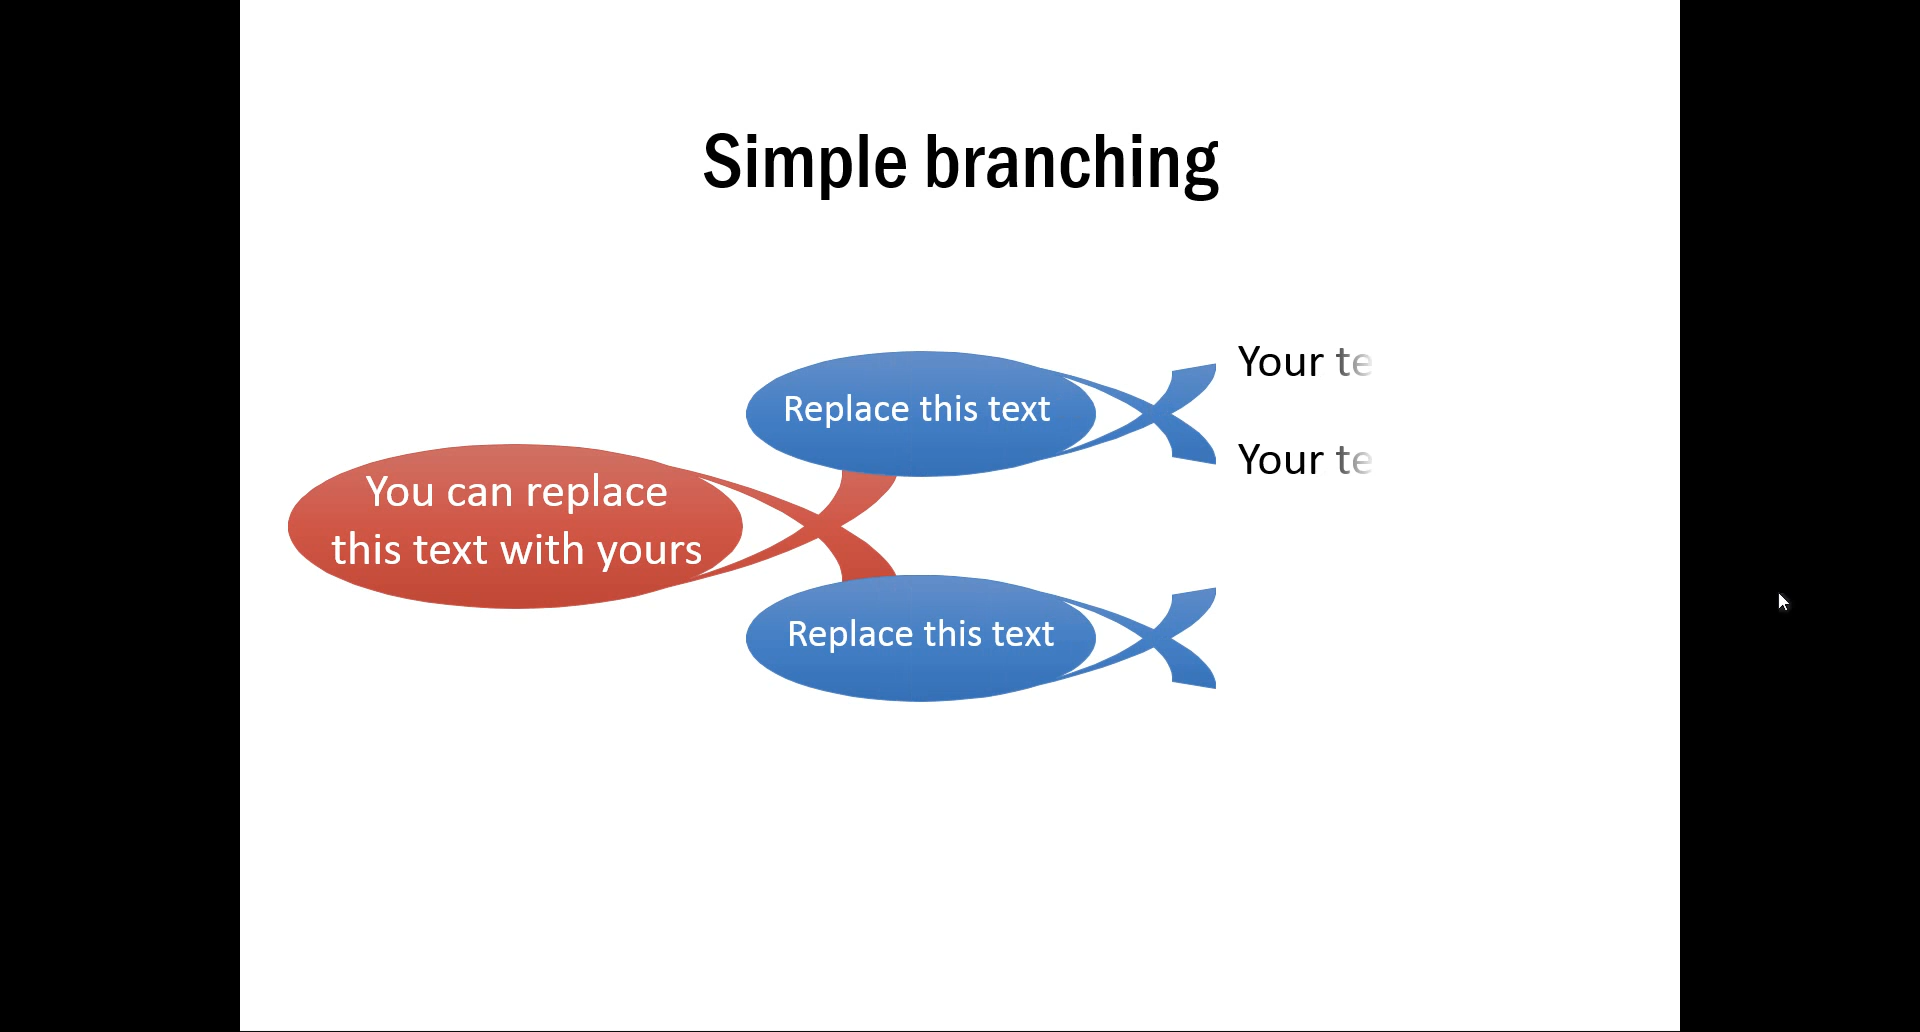 Simple branching
Your te
Replace this text
Your te
You can replace
this text with yours
Replace this text